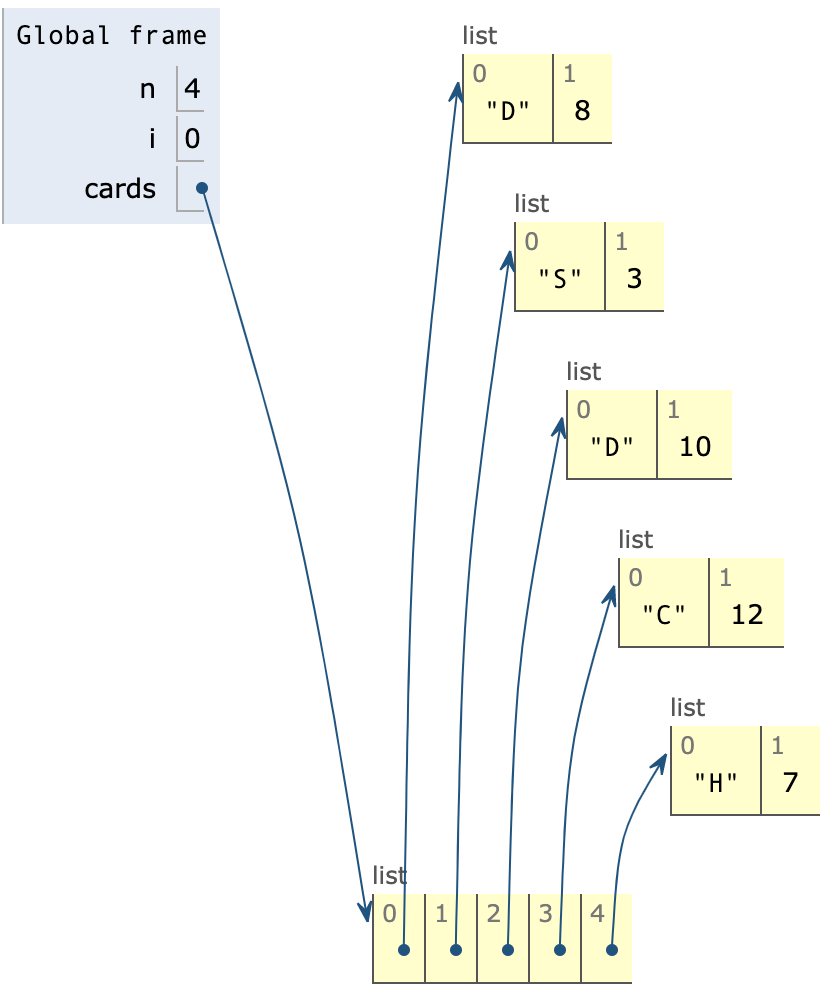 Global frame
n 4
i 0
cards
list
0 1
"D" 8
list
0 1
"S" 3
list
0 1
"D" 10
list
0 1
"C" 12
list
0 1
"H" 7
list
0 1 2 3 4